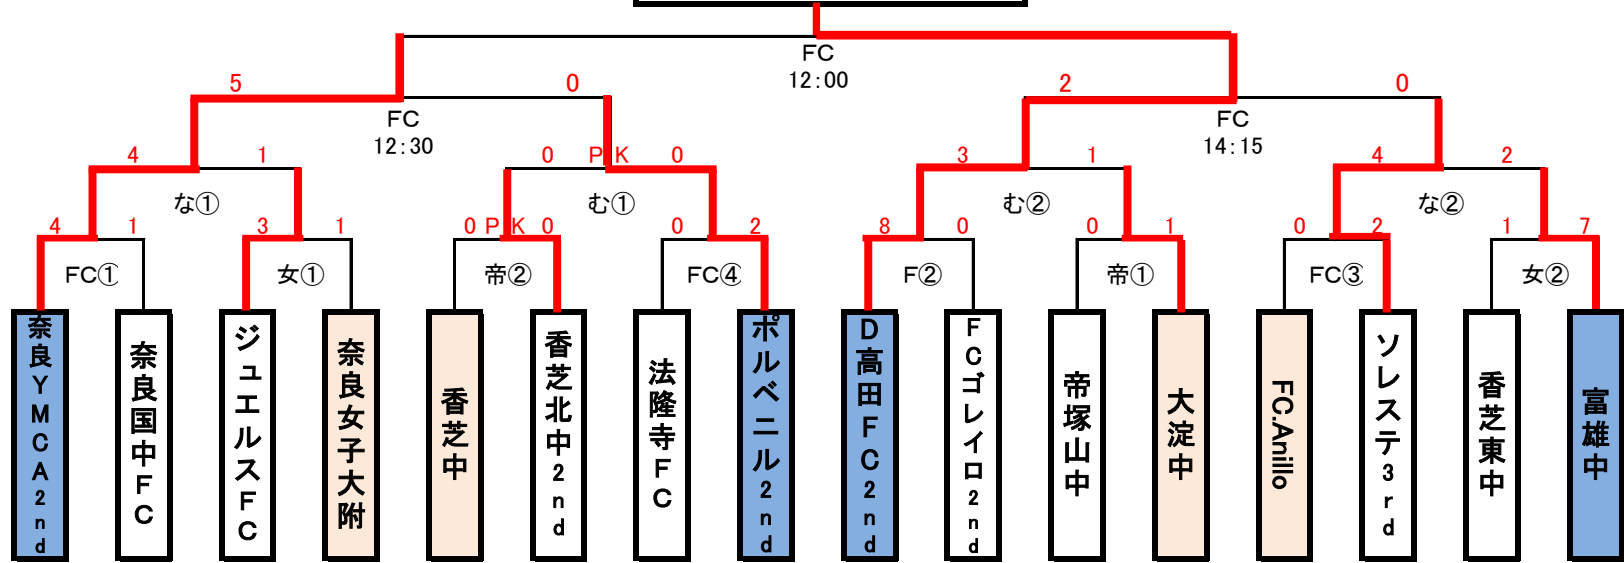 FC
12:00
5 0 2 0
FC FC
12:30 14:15
4 1 0 PK 0 3 1 4 2
な① む① む② な②
4 1 3 1 0 PK 0 0 2 8 0 0 1 0 2 1 7
FC① 女① 帝② FC④ F② 帝① FC③ 女②
奈良YMCA2nd
奈良国中FC
ジュエルスFC
奈良女子大附
香芝中
香芝北中2nd
法隆寺FC
ポルベニル2nd
D高田FC2nd
FCゴレイロ2nd
帝塚山中
大淀中
FC.Anillo
ソレステ3rd
香芝東中
富雄中